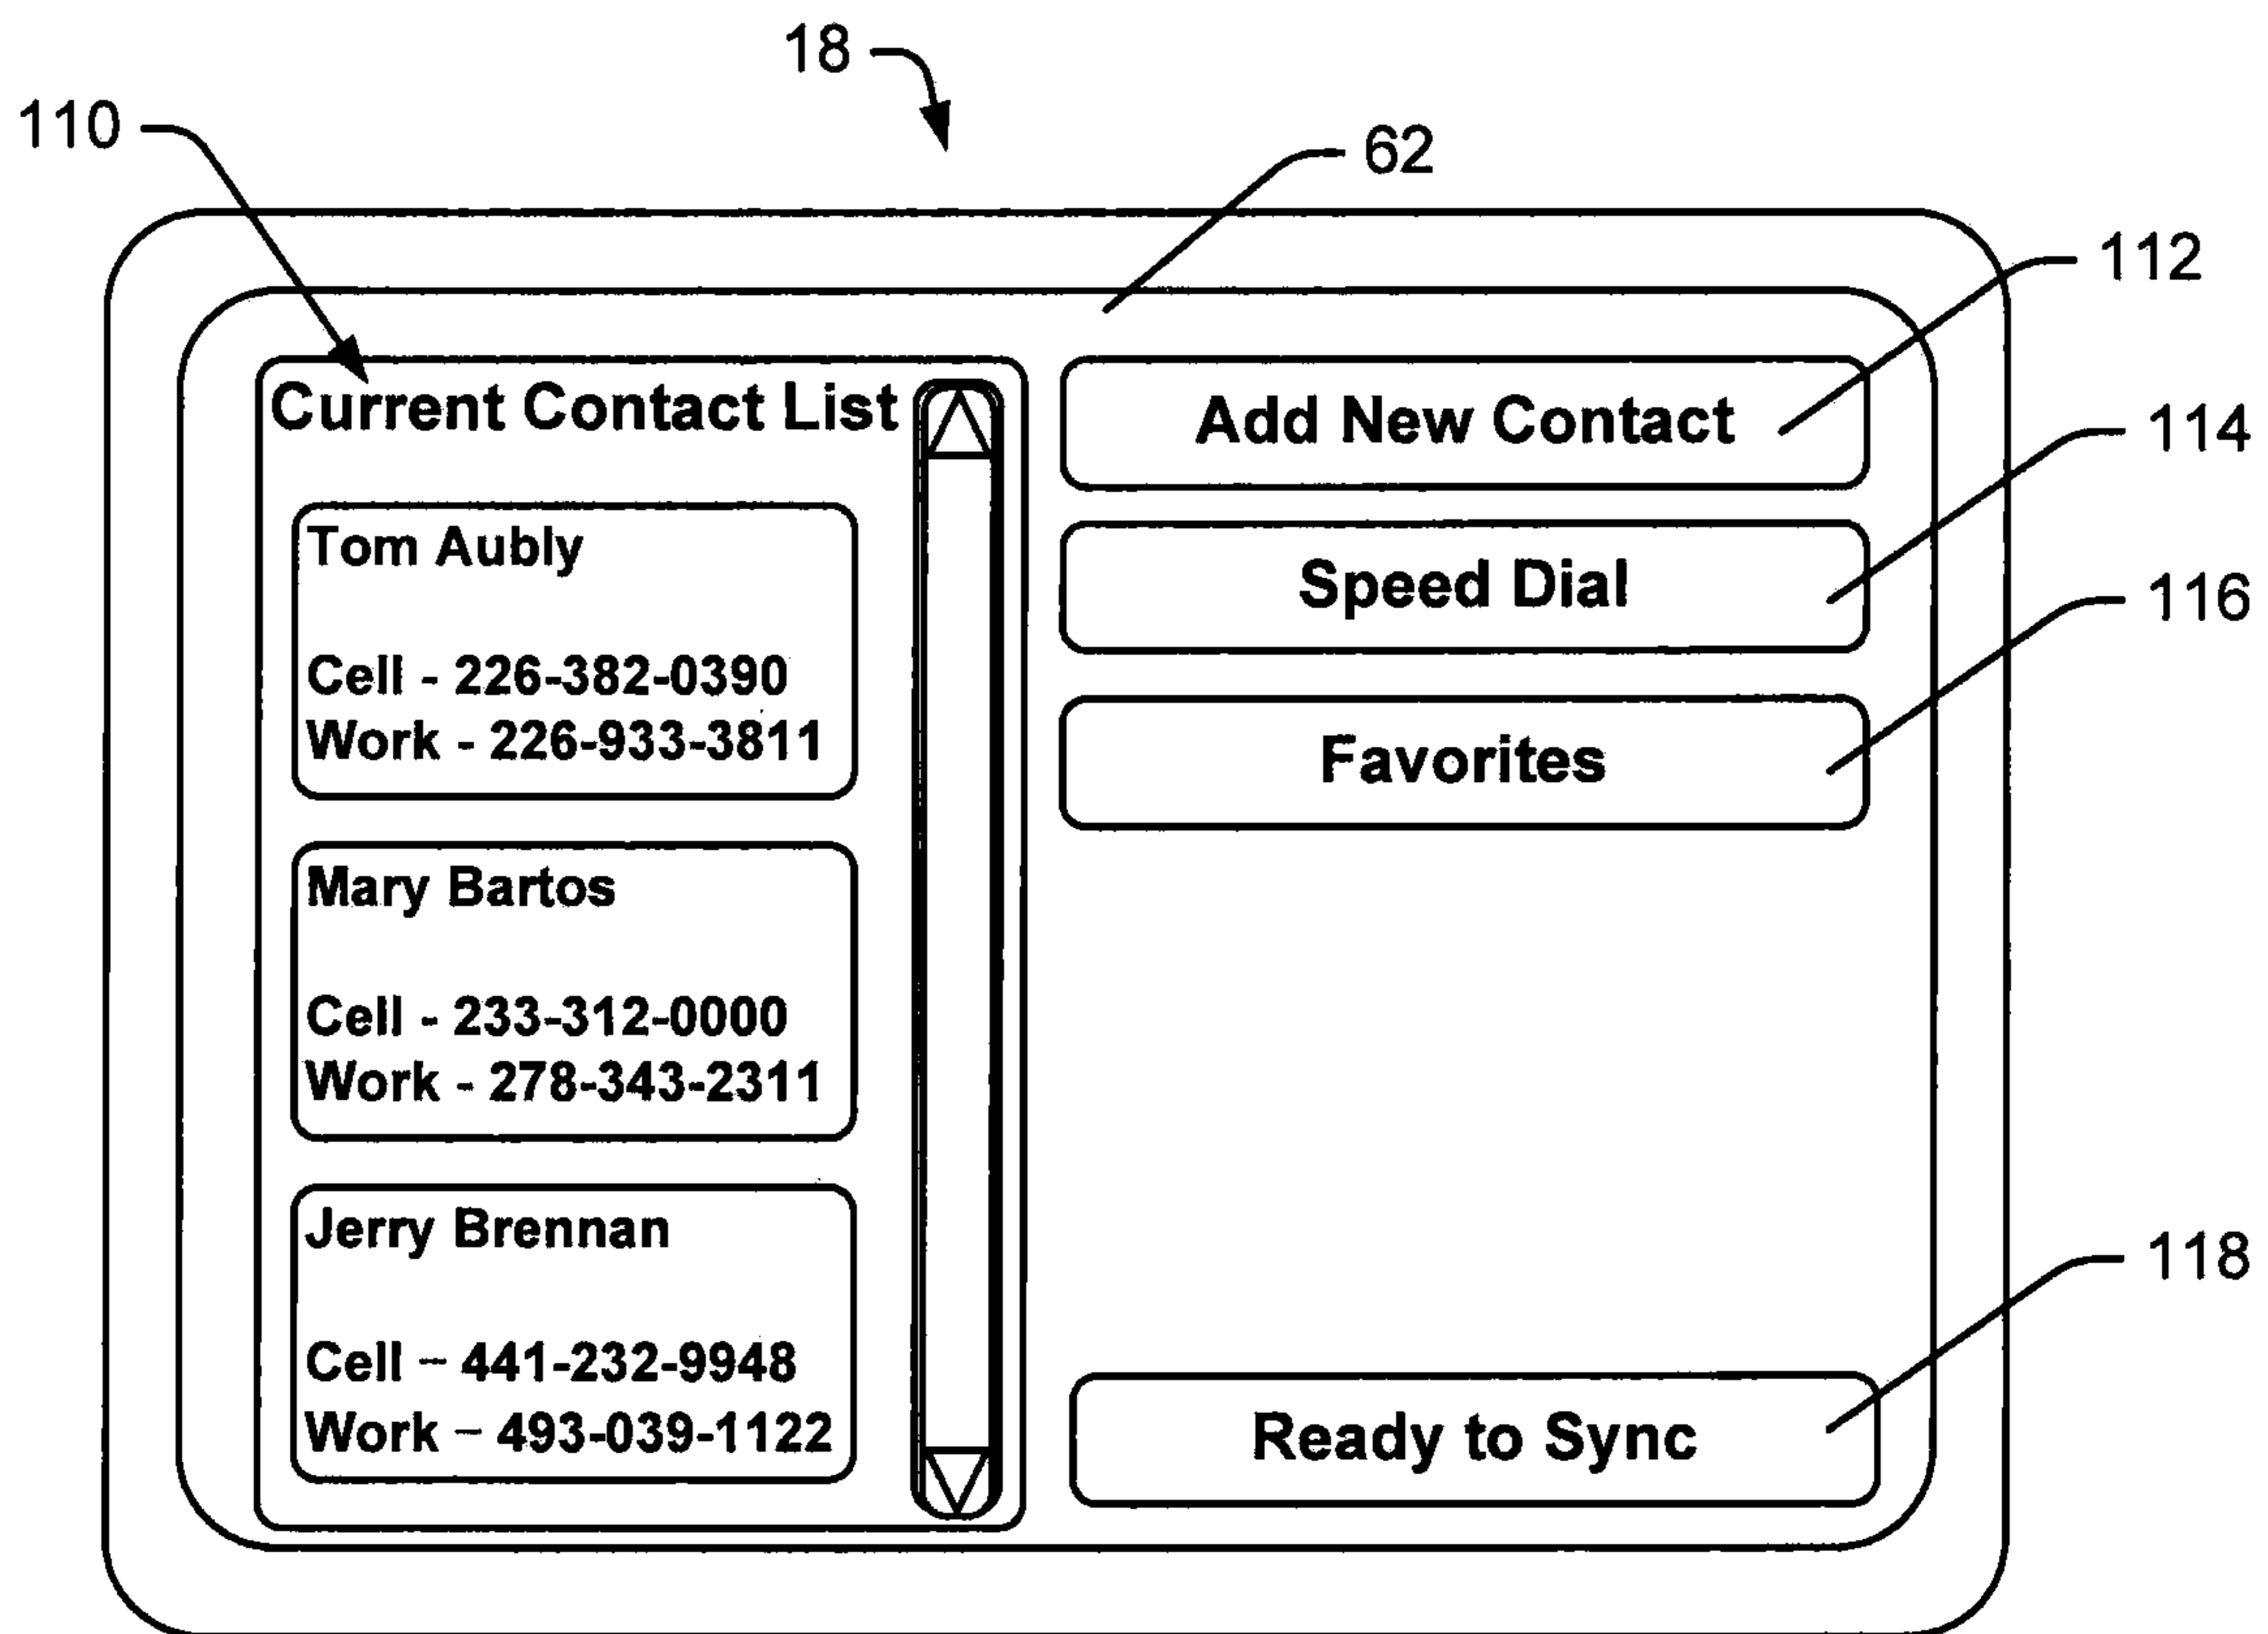 18
110
62
112
Current Contact List
Add New Contact
114
Tom Aubly
Speed Dial
116
Cell - 226-382-0390
Work - 226-933-3811
Favorites
Mary Bartos
Cell - 233-312-0000
Work - 278-343-2311
Jerry Brennan
118
Cell – 441-232-9948
Work – 493-039-1122
Ready to Sync